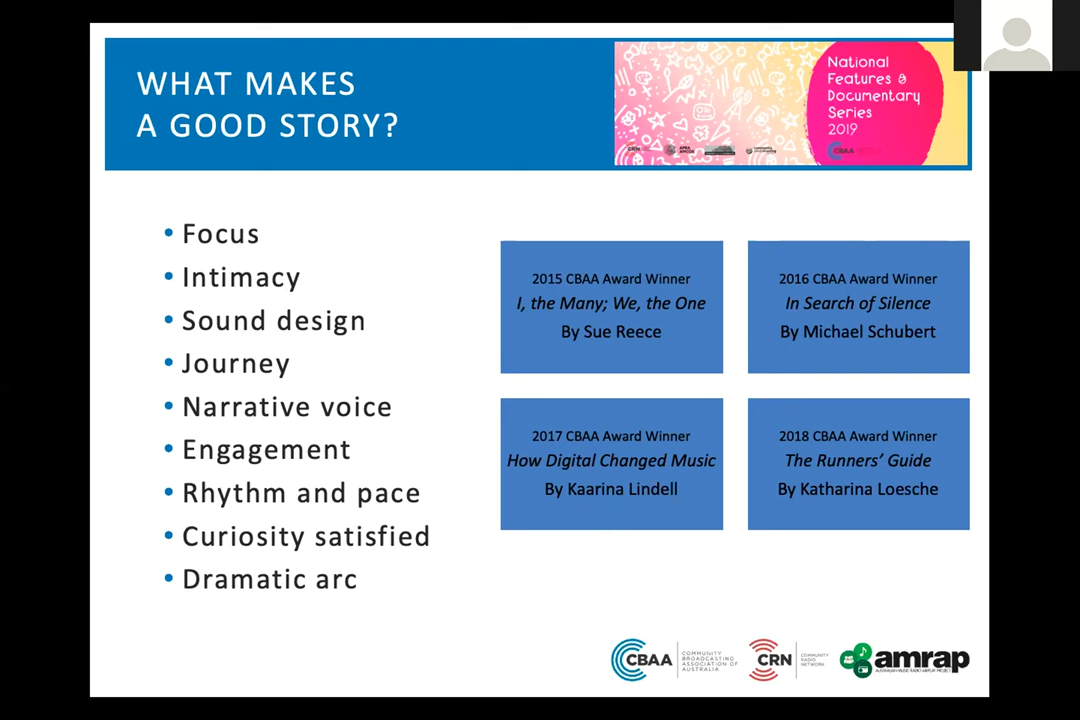 WHAT MAKES
A GOOD STORY?
National
Features &
Documentary
Series
2019
CBAA
• Focus
• Intimacy
• Sound design
• Journey
• Narrative voice
• Engagement
• Rhythm and pace
• Curiosity satisfied
• Dramatic arc
2015 CBAA Award Winner
I, the Many; We, the One
By Sue Reece
2016 CBAA Award Winner
In Search of Silence
By Michael Schubert
2017 CBAA Award Winner
How Digital Changed Music
By Kaarina Lindell
2018 CBAA Award Winner
The Runners' Guide
By Katharina Loesche
CBAA
COMMUNITY
BROADCASTING
ASSOCIATION OF
AUSTRALIA
CRN
COMMUNITY
RADIO
NETWORK
amrap
AUSTRALIAN MUSIC RADIO AIRPLAY PROJECT